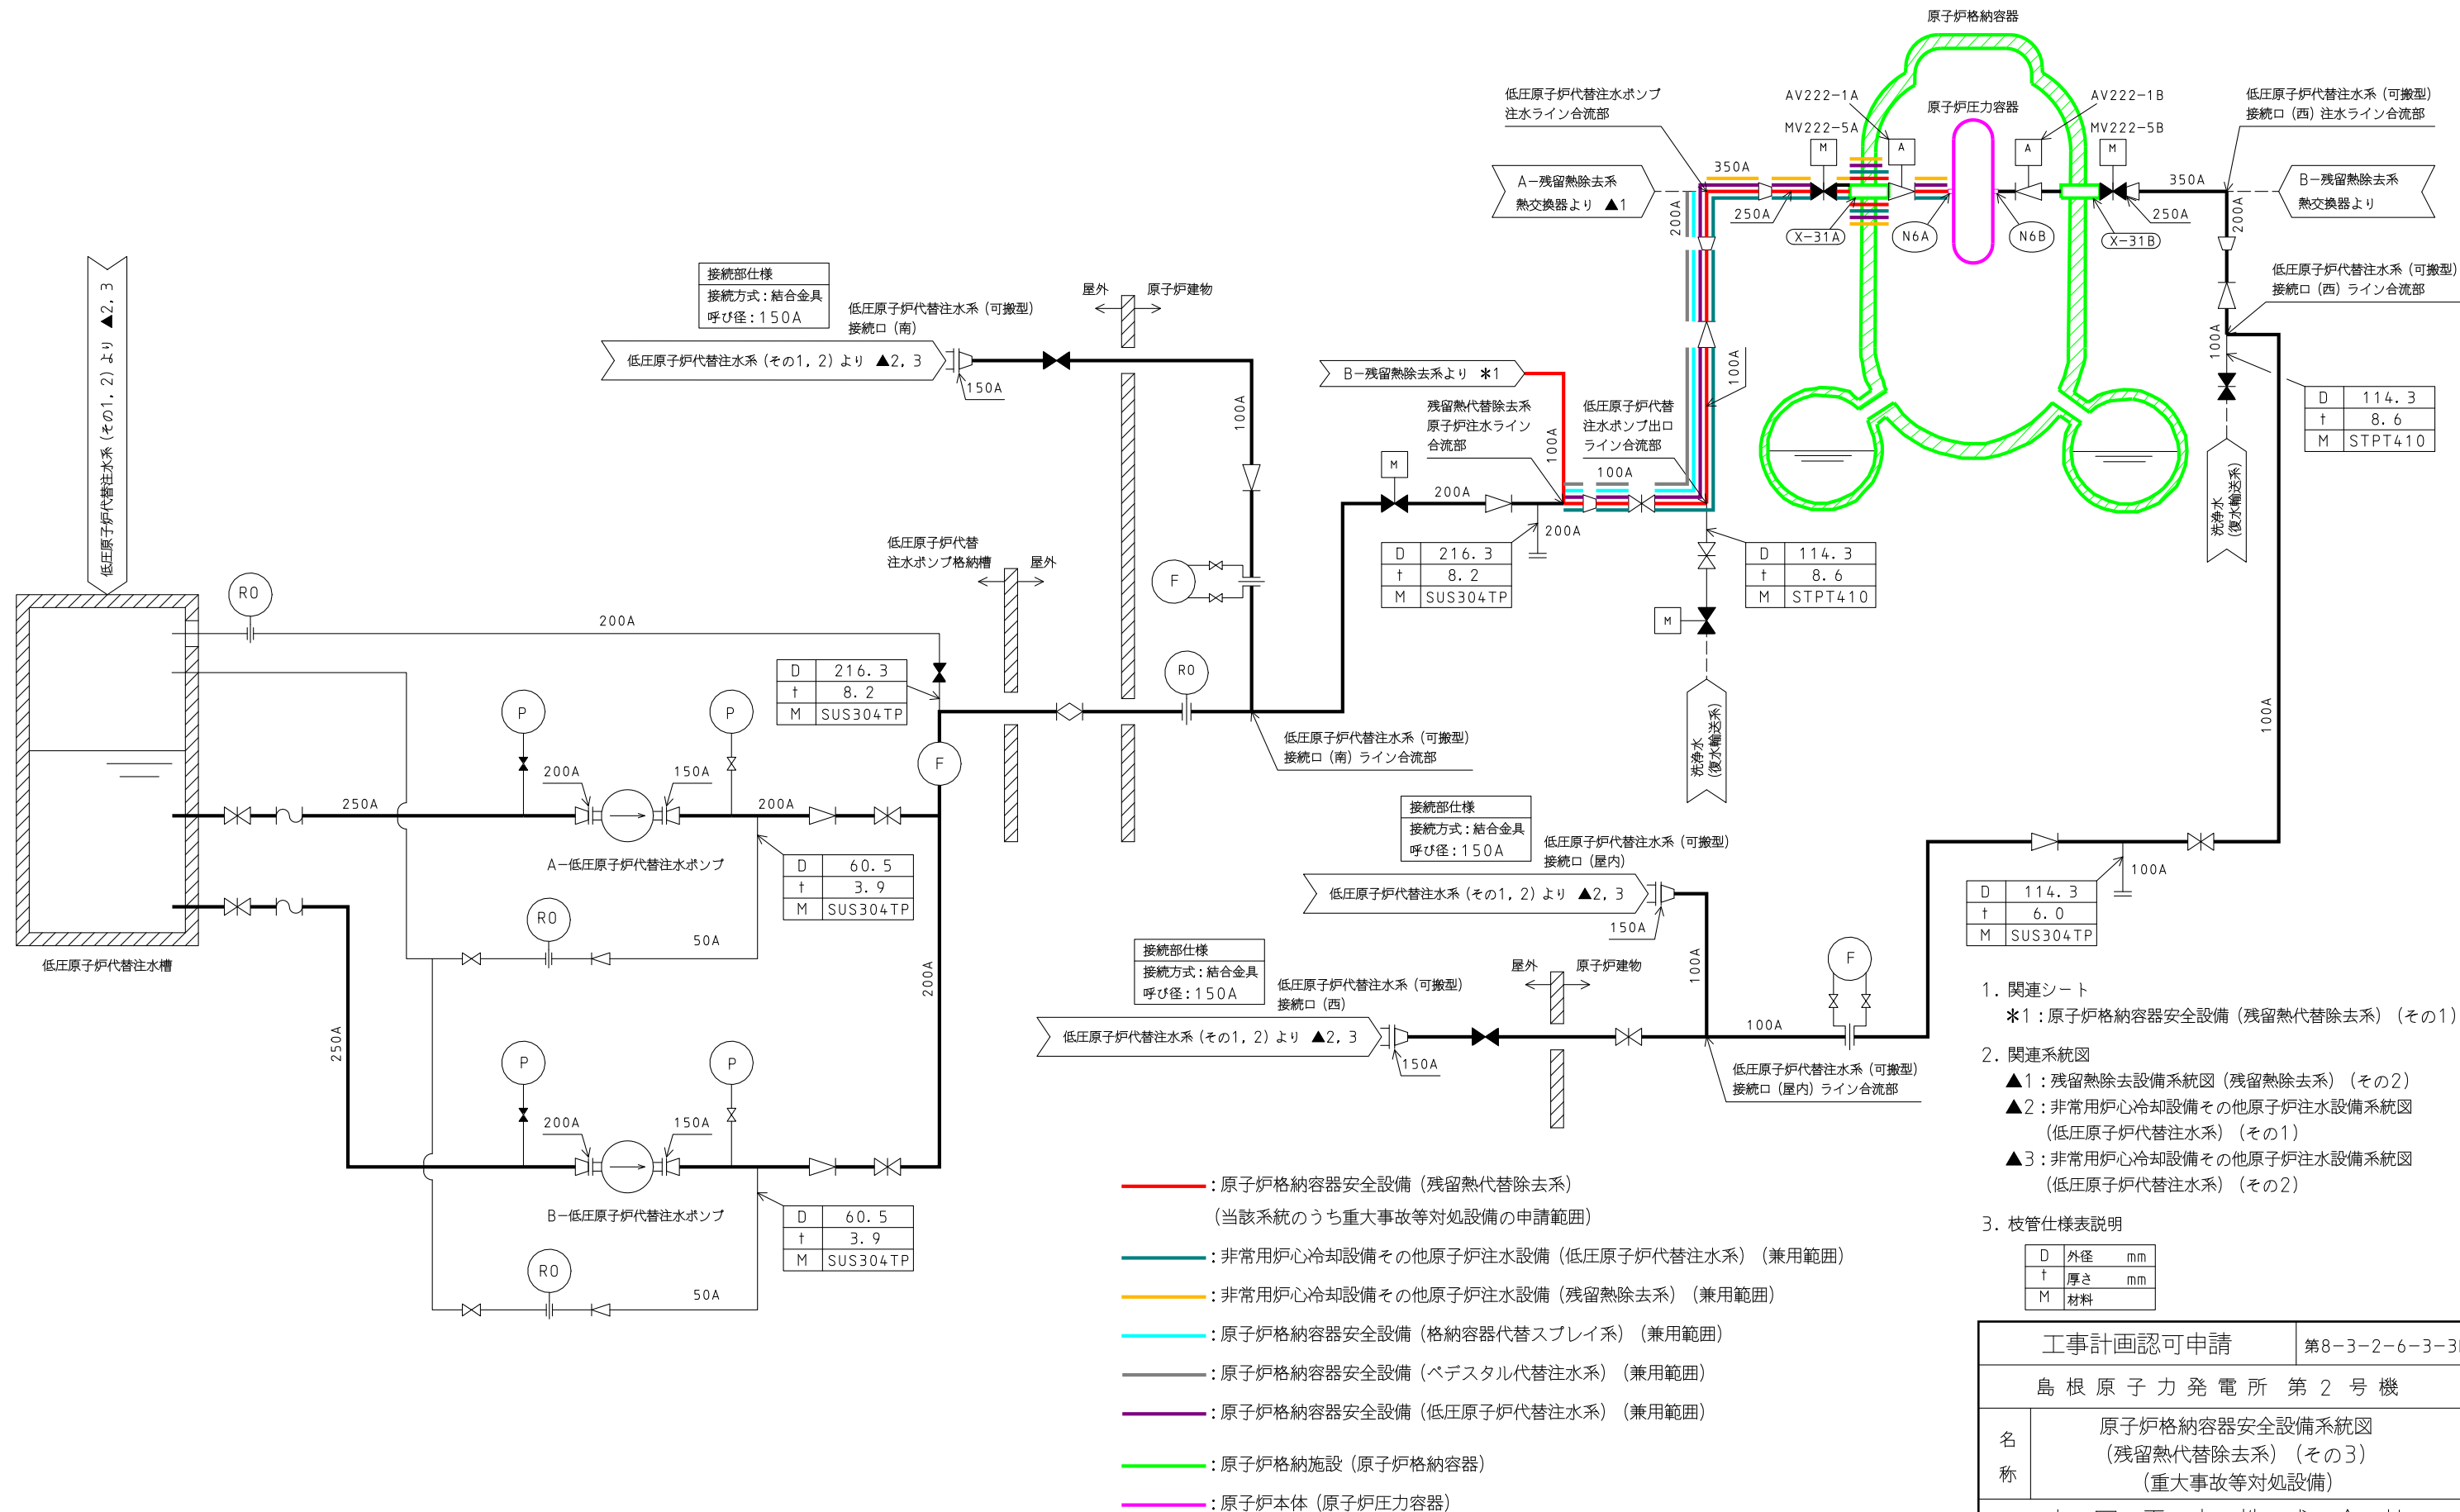 原子炉格納容器
低圧原子炉代替注水ポンプ
注水ライン合流部
AV222-1A
原子炉圧力容器
AV222-1B
低圧原子炉代替注水系（可搬型）
接続口（西）注水ライン合流部
MV222-5A
MV222-5B
M
A
A
M
350A
350A
A-残留熱除去系
熱交換器より ▲1
B-残留熱除去系
熱交換器より
200A
250A
250A
200A
X-31A
N6A
N6B
X-31B
低圧原子炉代替注水系（可搬型）
接続口（西）ライン合流部
接続部仕様
接続方式：結合金具
呼び径：150A
低圧原子炉代替注水系（可搬型）
接続口（南）
屋外
原子炉建物
低圧原子炉代替注水系（その1, 2）より ▲2, 3
低圧原子炉代替注水系（その1, 2）より ▲2, 3
150A
100A
B-残留熱除去系より ＊1
残留熱代替除去系
原子炉注水ライン
合流部
低圧原子炉代替
注水ポンプ出口
ライン合流部
100A
100A
100A
100A
D 114.3
t 8.6
M STPT410
M
200A
100A
200A
洗浄水
（復水輸送系）
低圧原子炉代替
注水ポンプ格納槽
屋外
F
D 216.3
t 8.2
M SUS304TP
D 114.3
t 8.6
M STPT410
M
洗浄水
（復水輸送系）
RO
200A
D 216.3
t 8.2
M SUS304TP
RO
P
P
F
低圧原子炉代替注水系（可搬型）
接続口（南）ライン合流部
100A
200A
150A
250A
200A
A-低圧原子炉代替注水ポンプ
D 60.5
t 3.9
M SUS304TP
RO
50A
低圧原子炉代替注水槽
200A
接続部仕様
接続方式：結合金具
呼び径：150A
低圧原子炉代替注水系（可搬型）
接続口（屋内）
低圧原子炉代替注水系（その1, 2）より ▲2, 3
150A
100A
100A
D 114.3
t 6.0
M SUS304TP
接続部仕様
接続方式：結合金具
呼び径：150A
低圧原子炉代替注水系（可搬型）
接続口（西）
屋外
原子炉建物
F
低圧原子炉代替注水系（その1, 2）より ▲2, 3
150A
100A
低圧原子炉代替注水系（可搬型）
接続口（屋内）ライン合流部
250A
P
P
200A
150A
B-低圧原子炉代替注水ポンプ
D 60.5
t 3.9
M SUS304TP
RO
50A
1. 関連シート
＊1：原子炉格納容器安全設備（残留熱代替除去系）（その1）
2. 関連系統図
▲1：残留熱除去設備系統図（残留熱除去系）（その2）
▲2：非常用炉心冷却設備その他原子炉注水設備系統図
（低圧原子炉代替注水系）（その1）
▲3：非常用炉心冷却設備その他原子炉注水設備系統図
（低圧原子炉代替注水系）（その2）
3. 枝管仕様表説明
D 外径 mm
t 厚さ mm
M 材料
：原子炉格納容器安全設備（残留熱代替除去系）
（当該系統のうち重大事故等対処設備の申請範囲）
：非常用炉心冷却設備その他原子炉注水設備（低圧原子炉代替注水系）（兼用範囲）
：非常用炉心冷却設備その他原子炉注水設備（残留熱除去系）（兼用範囲）
：原子炉格納容器安全設備（格納容器代替スプレイ系）（兼用範囲）
：原子炉格納容器安全設備（ペデスタル代替注水系）（兼用範囲）
：原子炉格納容器安全設備（低圧原子炉代替注水系）（兼用範囲）
：原子炉格納施設（原子炉格納容器）
：原子炉本体（原子炉圧力容器）
工事計画認可申請 第8-3-2-6-3-3
島根原子力発電所 第2号機
名称
原子炉格納容器安全設備系統図
（残留熱代替除去系）（その3）
（重大事故等対処設備）